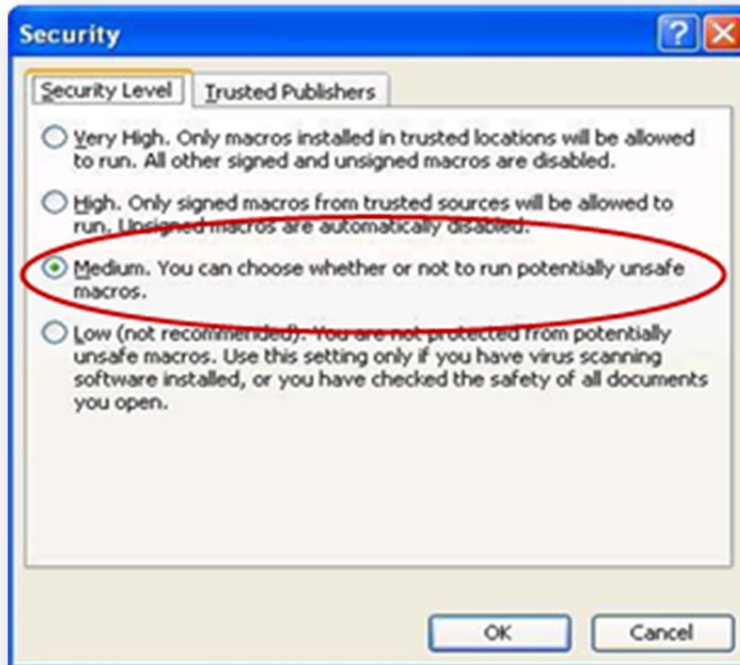 Security
Security Level
Trusted Publishers
Very High. Only macros installed in trusted locations will be allowed
to run. All other signed and unsigned macros are disabled.
High. Only signed macros from trusted sources will be allowed to
run. Unsigned macros are automatically disabled.
Medium. You can choose whether or not to run potentially unsafe
macros.
Low (not recommended). You are not protected from potentially
unsafe macros. Use this setting only if you have virus scanning
software installed, or you have checked the safety of all documents
you open.
OK
Cancel